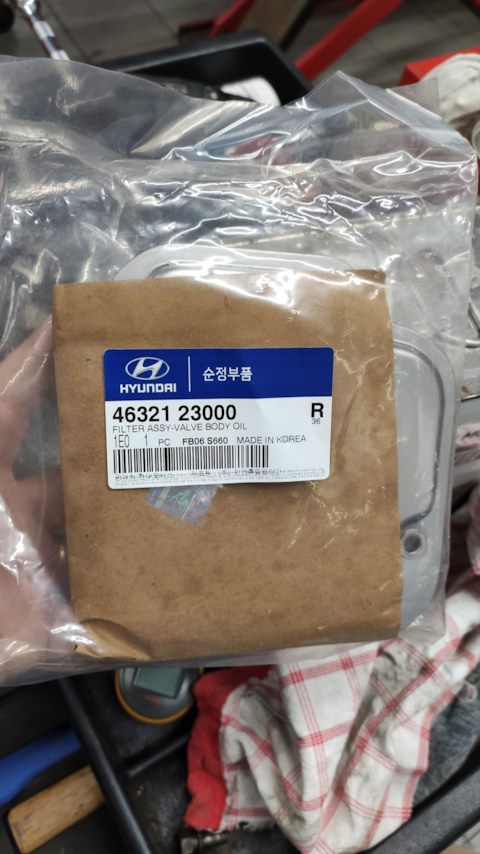 HYUNDAI
순정부품
46321 23000
R
36
FILTER ASSY-VALVE BODY OIL
1E0 1 PC FB06 S660 MADE IN KOREA